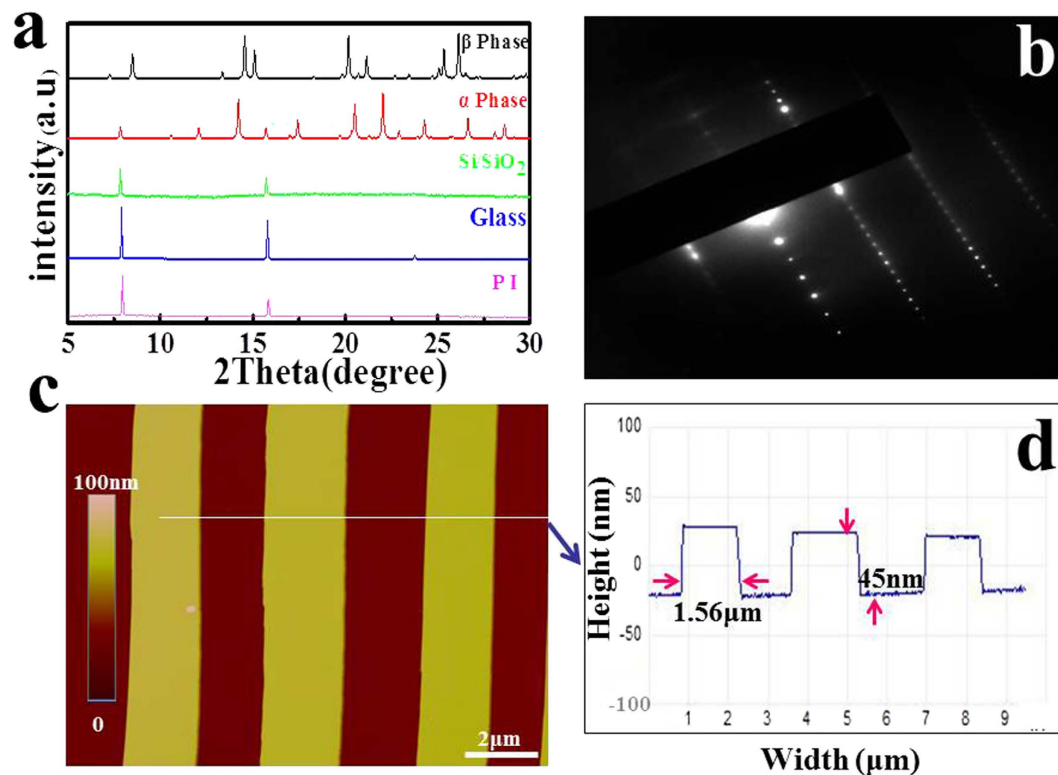 a
intensity (a.u)
β Phase
α Phase
Si/SiO2
Glass
PI
5 10 15 20 25 30
2Theta(degree)
b
c
100nm
0
2μm
d
Height (nm)
100
50
0
-50
-100
45nm
1.56μm
1 2 3 4 5 6 7 8 9
Width (μm)